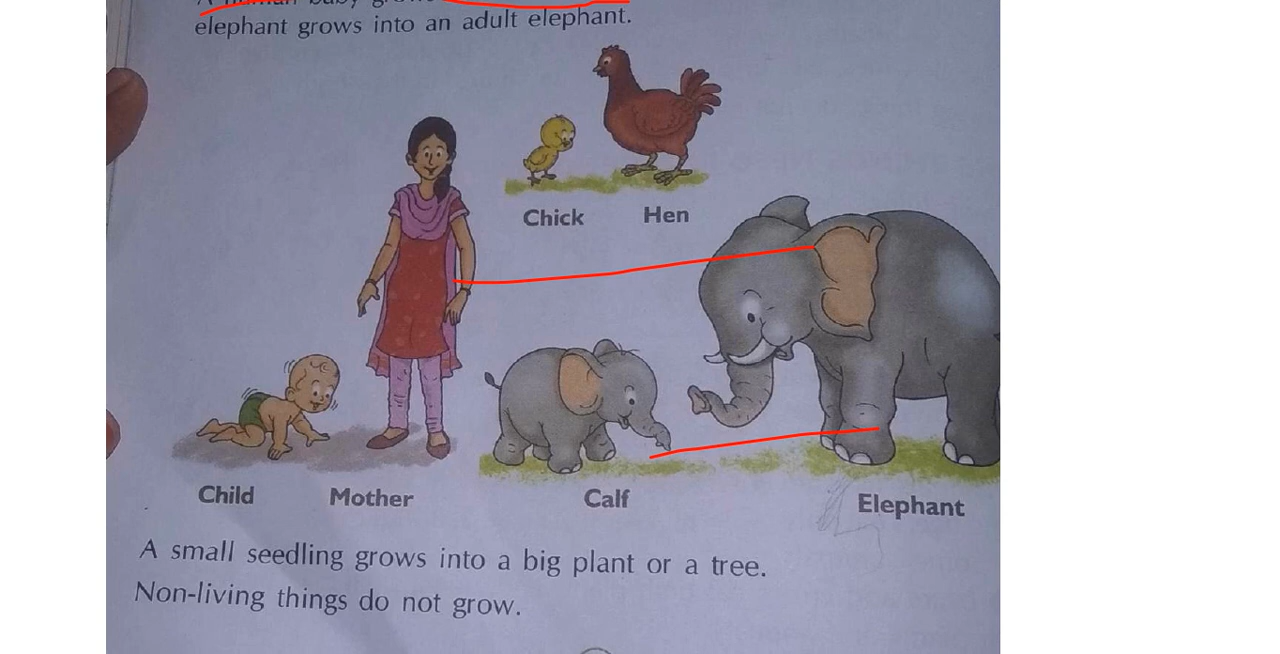 elephant grows into an adult elephant.
Chick Hen
Child Mother Calf Elephant
A small seedling grows into a big plant or a tree.
Non-living things do not grow.